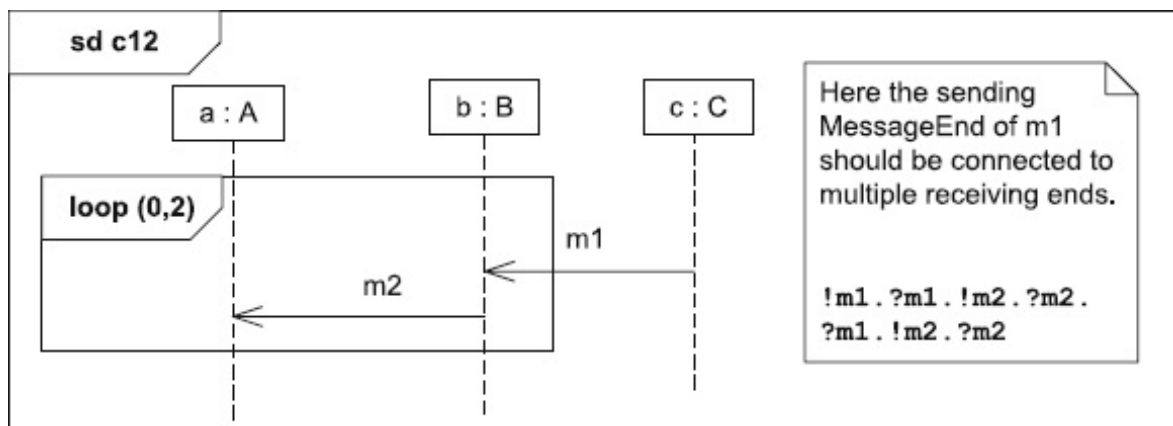 sd c12
a : A
b : B
c : C
loop (0,2)
m1
m2
Here the sending
MessageEnd of m1
should be connected to
multiple receiving ends.
!m1.?m1.!m2.?m2.
?m1.!m2.?m2